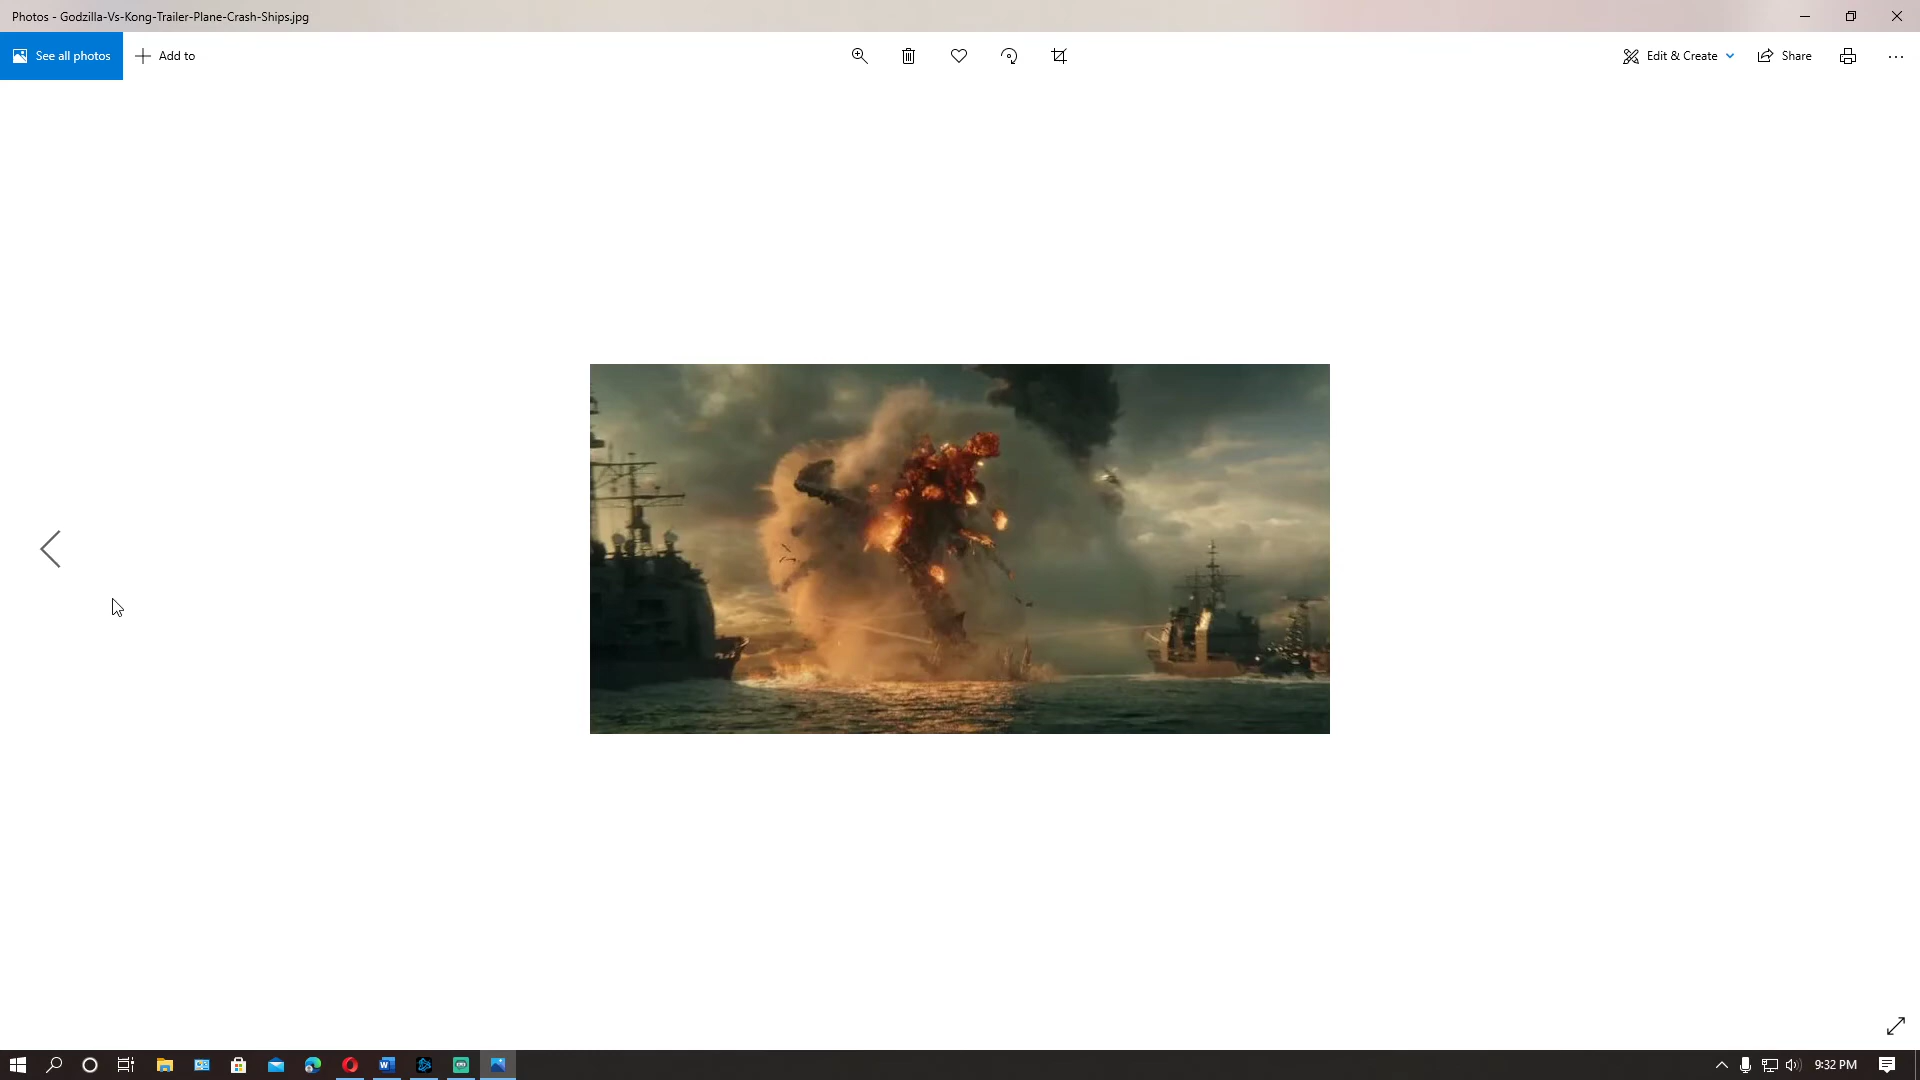 Photos - Godzilla-Vs-Kong-Trailer-Plane-Crash-Ships.jpg
See all photos
Add to
Edit & Create
Share
W
9:32 PM